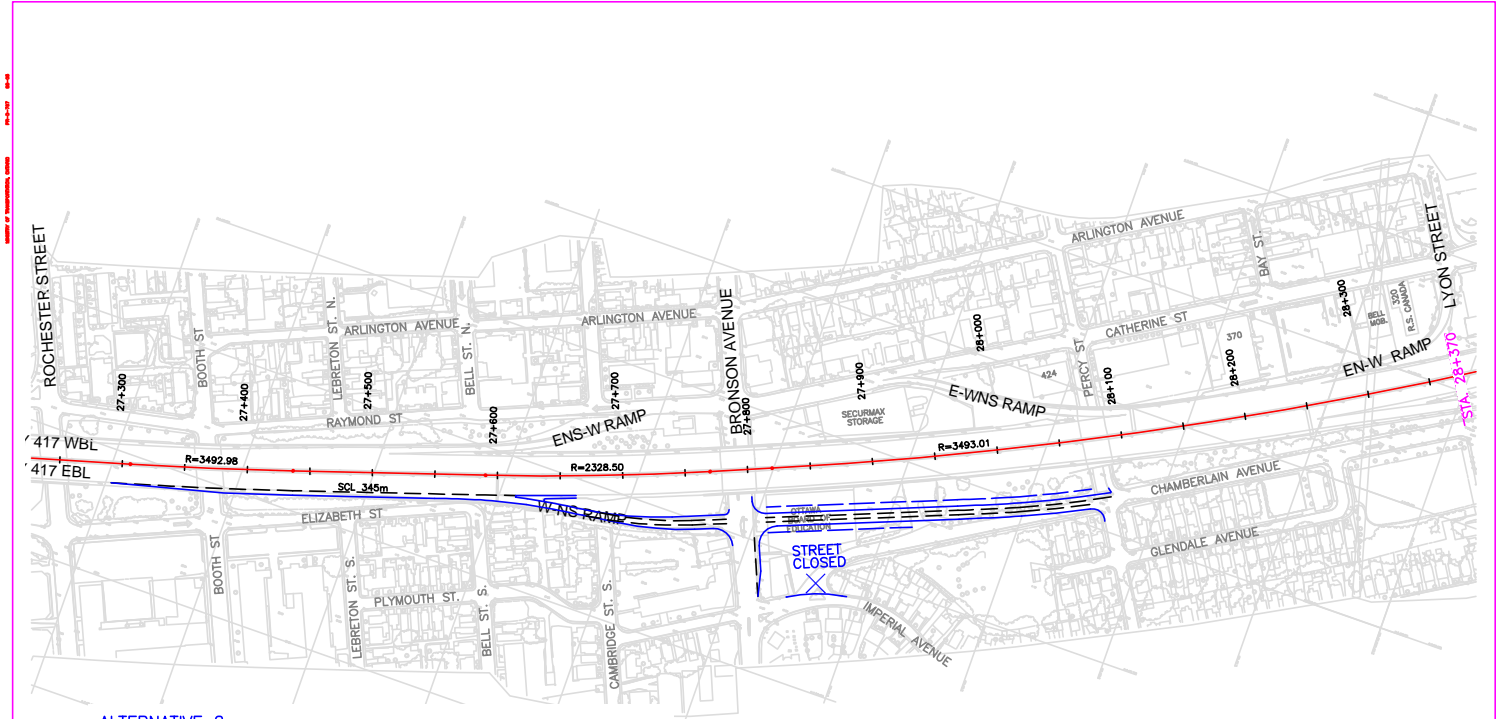 ROCHESTER STREET
27+300
BOOTH ST
27+400
LEBRETON ST. N.
27+500
ARLINGTON AVENUE
BELL ST. N.
27+600
RAYMOND ST
ARLINGTON AVENUE
27+700
ENS-W RAMP
BRONISON AVENUE
27+800
27+900
SECURMAX
STORAGE
28+000
E-WNS RAMP
424
ARLINGTON AVENUE
PERCY ST.
28+100
CATHERINE ST
BAY ST.
370
28+200
28+300
BELL
MOB.
320
R.S. CANADA
LYON STREET
EN-W RAMP
STA. 28+370
417 WBL
417 EBL
R=3492.98
R=2328.50
R=3493.01
SCL 345m
W-NS RAMP
ELIZABETH ST
BOOTH ST
LEBRETON ST. S.
PLYMOUTH ST.
BELL ST. S.
CAMBRIDGE ST. S.
OTTAWA
BOARD OF
EDUCATION
STREET
CLOSED
IMPERIAL AVENUE
CHAMBERLAIN AVENUE
GLENDALE AVENUE